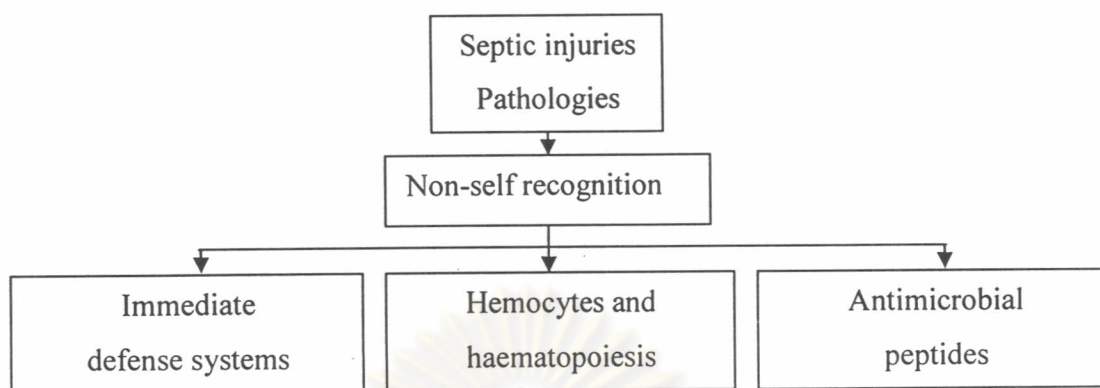 Septic injuries
Pathologies
Non-self recognition
Immediate
defense systems
Hemocytes and
haematopoiesis
Antimicrobial
peptides